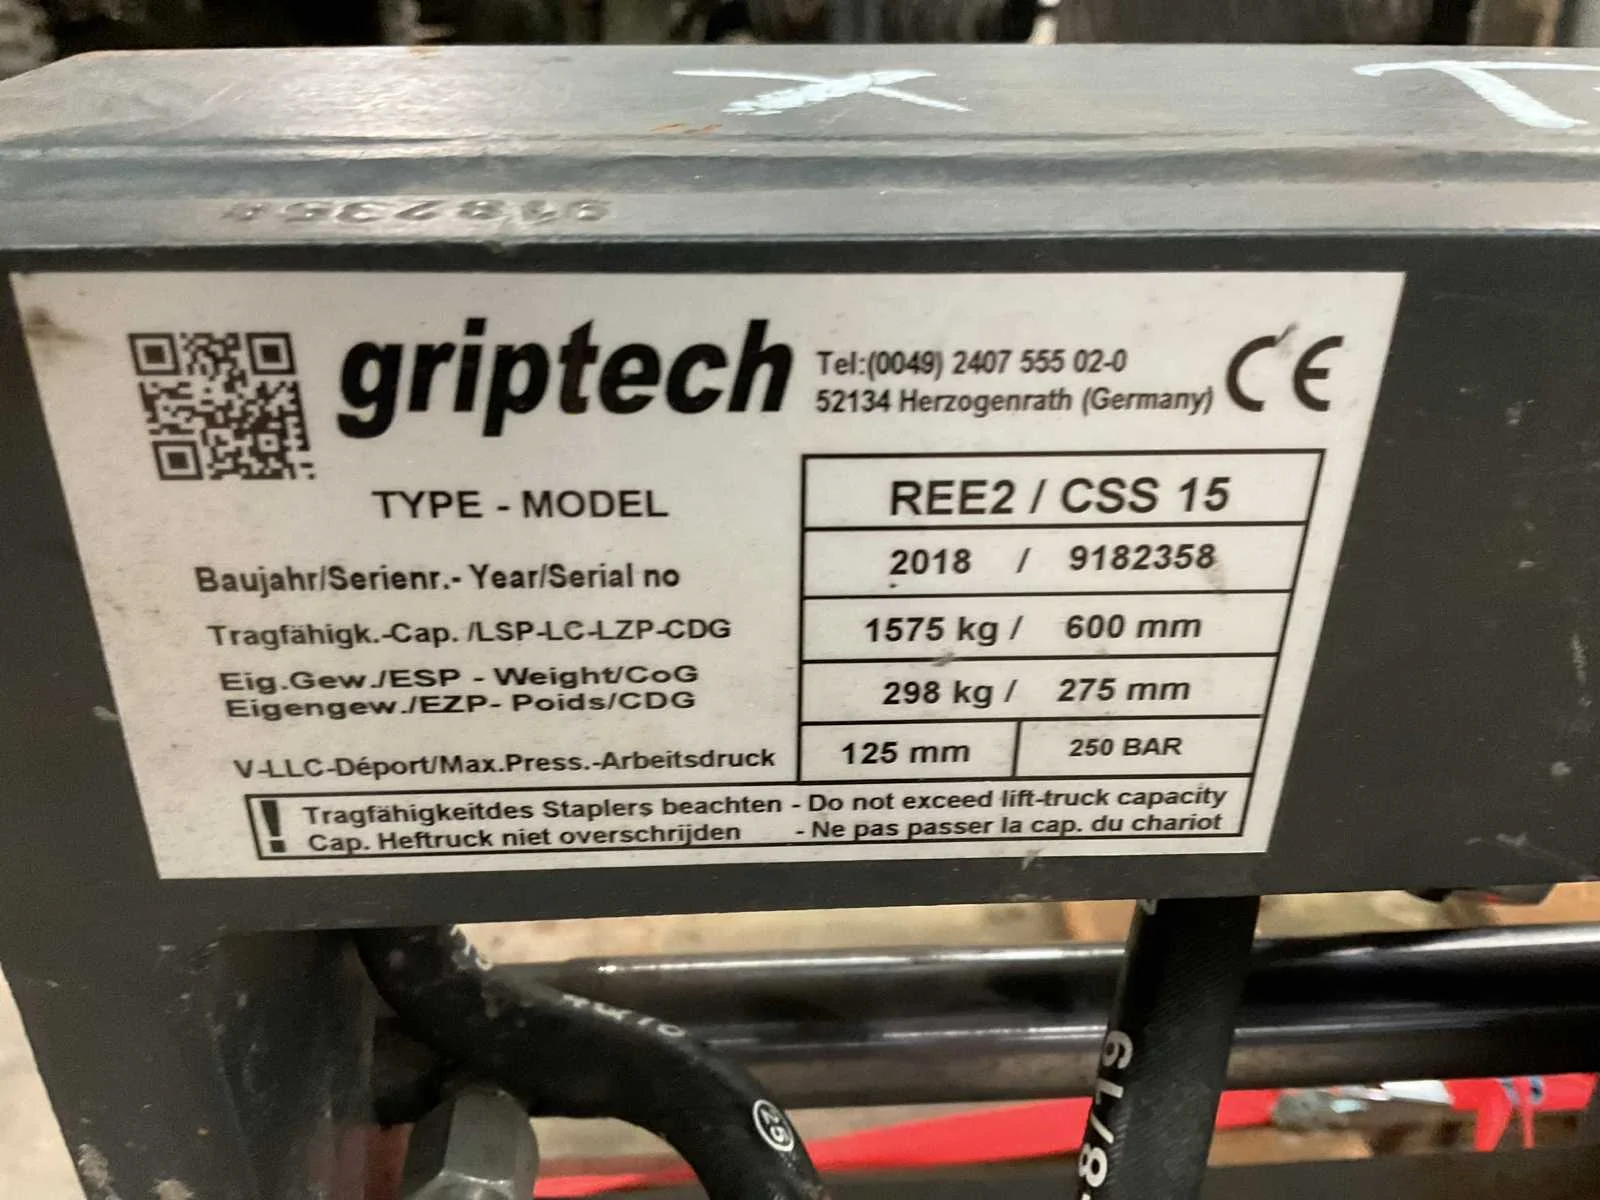 9182358
griptech
Tel:(0049) 2407 555 02-0
52134 Herzogenrath (Germany)
CE
TYPE - MODEL
REE2 / CSS 15
Baujahr/Serienr.- Year/Serial no
2018 / 9182358
Tragfähigk.-Cap. /LSP-LC-LZP-CDG
1575 kg / 600 mm
Eig.Gew./ESP - Weight/CoG
Eigengew./EZP- Poids/CDG
298 kg / 275 mm
V-LLC-Déport/Max.Press.-Arbeitsdruck
125 mm
250 BAR
! Tragfähigkeitdes Staplers beachten - Do not exceed lift-truck capacity
Cap. Heftruck niet overschrijden - Ne pas passer la cap. du chariot
25